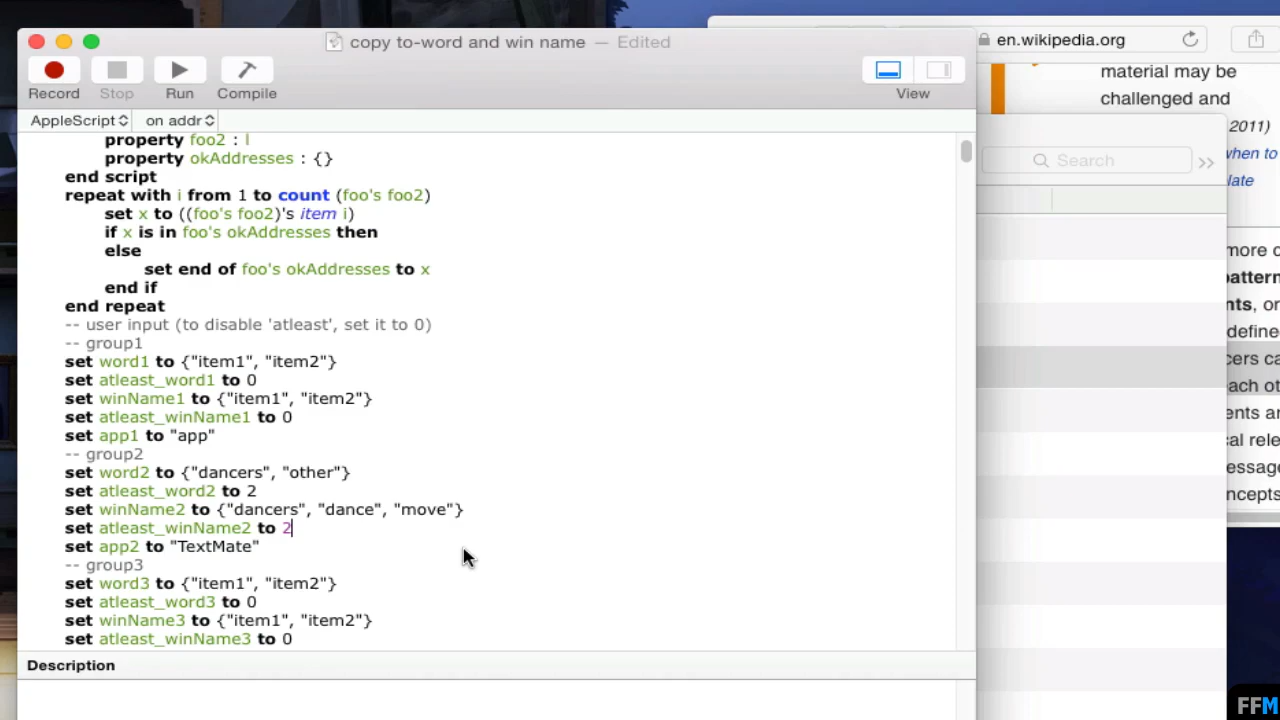 copy to-word and win name — Edited
Record
Stop
Run
Compile
View
AppleScript
on addr
property foo2 : l
property okAddresses : {}
end script
repeat with i from 1 to count (foo's foo2)
set x to ((foo's foo2)'s item i)
if x is in foo's okAddresses then
else
set end of foo's okAddresses to x
end if
end repeat
-- user input (to disable 'atleast', set it to 0)
-- group1
set word1 to {"item1", "item2"}
set atleast_word1 to 0
set winName1 to {"item1", "item2"}
set atleast_winName1 to 0
set app1 to "app"
-- group2
set word2 to {"dancers", "other"}
set atleast_word2 to 2
set winName2 to {"dancers", "dance", "move"}
set atleast_winName2 to 2
set app2 to "TextMate"
-- group3
set word3 to {"item1", "item2"}
set atleast_word3 to 0
set winName3 to {"item1", "item2"}
set atleast_winName3 to 0
Description
en.wikipedia.org
material may be
challenged and
2011)
when to
late
Search
>>
more
attern
nts, or
define
cers ca
ach ot
ents a
cal rele
essage
ncepts
FFM